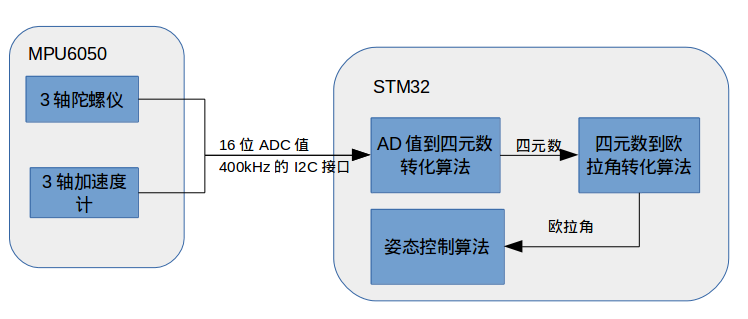 MPU6050
3 轴陀螺仪
3 轴加速度
计
16 位 ADC 值
400kHz 的 I2C 接口
STM32
AD 值到四元数
转化算法
四元数
四元数到欧
拉角转化算法
欧拉角
姿态控制算法